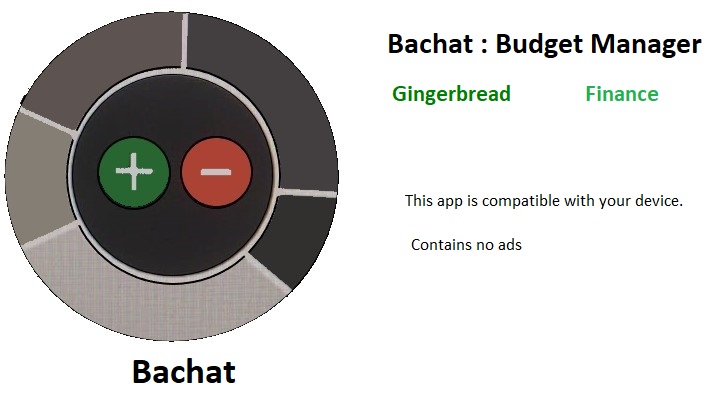 Bachat : Budget Manager
Gingerbread Finance
This app is compatible with your device.
Contains no ads
Bachat